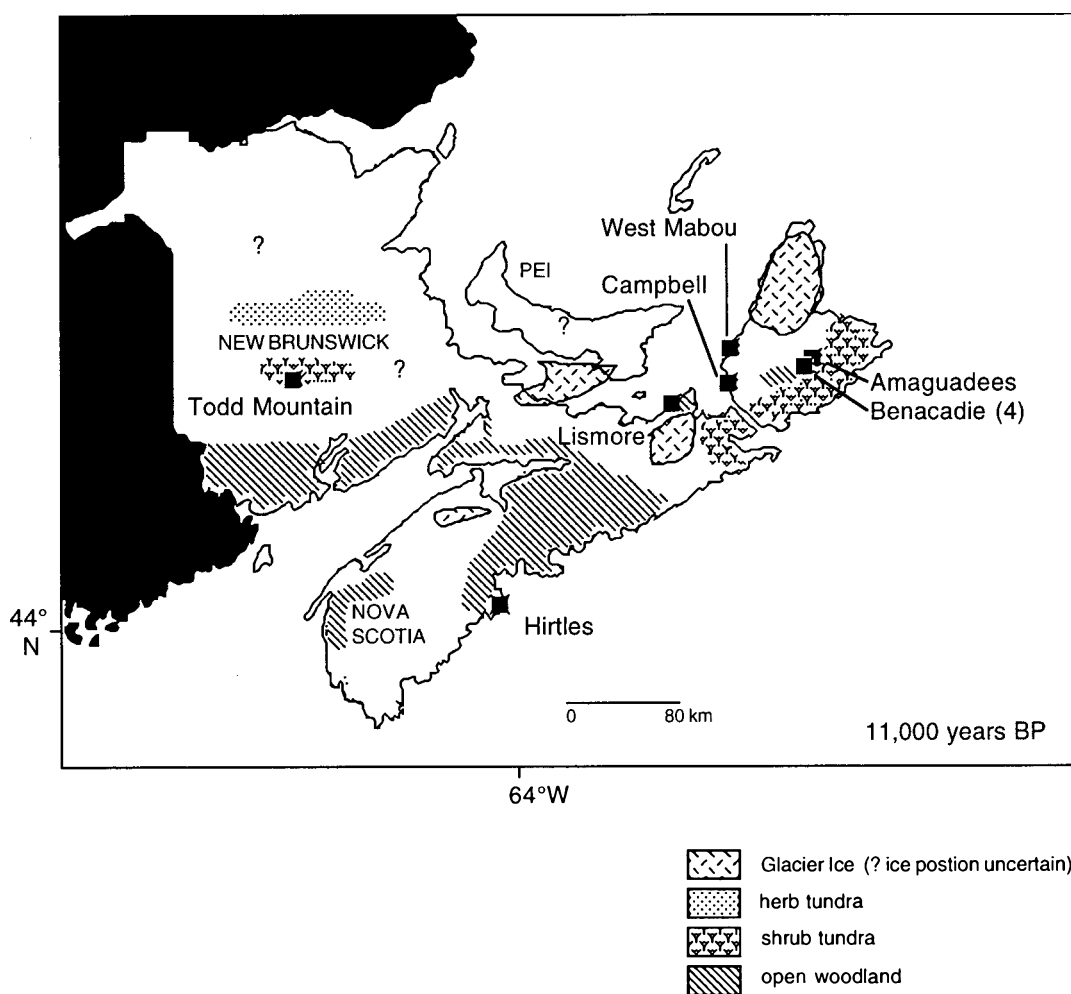 West Mabou
PEI
Campbell
?
?
NEW BRUNSWICK
?
Amaguadees
Benacadie (4)
Todd Mountain
Lismore
44°
N
NOVA
SCOTIA
Hirtles
0 80 km
11,000 years BP
64°W
Glacier Ice (? ice postion uncertain)
herb tundra
shrub tundra
open woodland